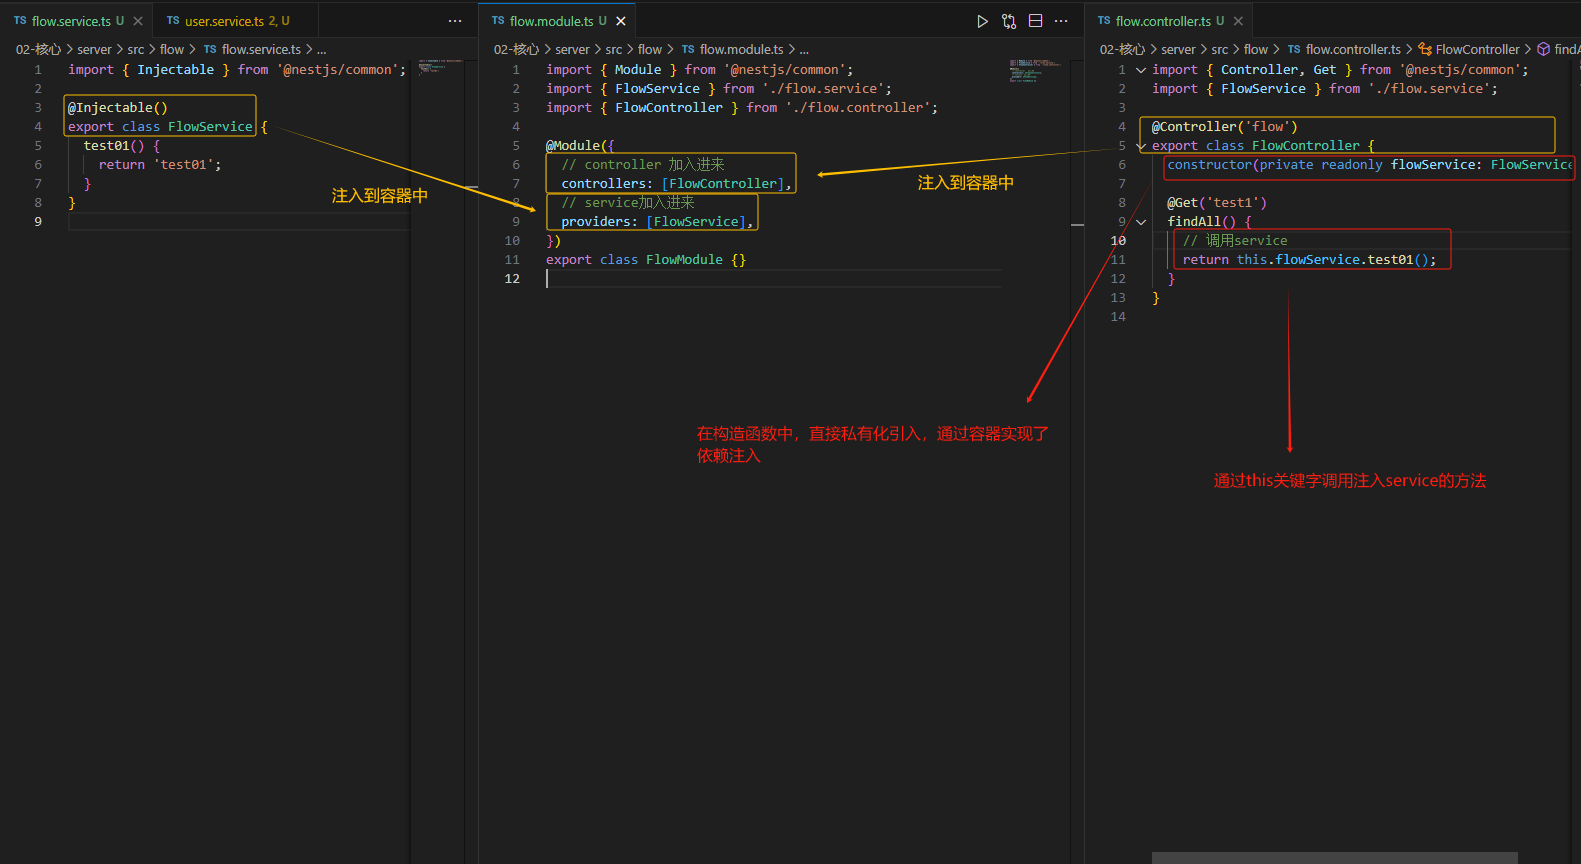 TS flow.service.ts U
TS user.service.ts 2, U
02-核心 > server > src > flow > TS flow.service.ts > ...
1 import { Injectable } from '@nestjs/common';
2
3 @Injectable()
4 export class FlowService {
5 test01() {
6 return 'test01';
7 }
8 }
9
注入到容器中
TS flow.module.ts U
02-核心 > server > src > flow > TS flow.module.ts > ...
1 import { Module } from '@nestjs/common';
2 import { FlowService } from './flow.service';
3 import { FlowController } from './flow.controller';
4
5 @Module({
6 // controller 加入进来
7 controllers: [FlowController],
8 // service加入进来
9 providers: [FlowService],
10 })
11 export class FlowModule {}
12
注入到容器中
在构造函数中，直接私有化引入，通过容器实现了
依赖注入
TS flow.controller.ts U
02-核心 > server > src > flow > TS flow.controller.ts > FlowController > findA
1 import { Controller, Get } from '@nestjs/common';
2 import { FlowService } from './flow.service';
3
4 @Controller('flow')
5 export class FlowController {
6 constructor(private readonly flowService: FlowService
7
8 @Get('test1')
9 findAll() {
10 // 调用service
11 return this.flowService.test01();
12 }
13 }
14
通过this关键字调用注入service的方法